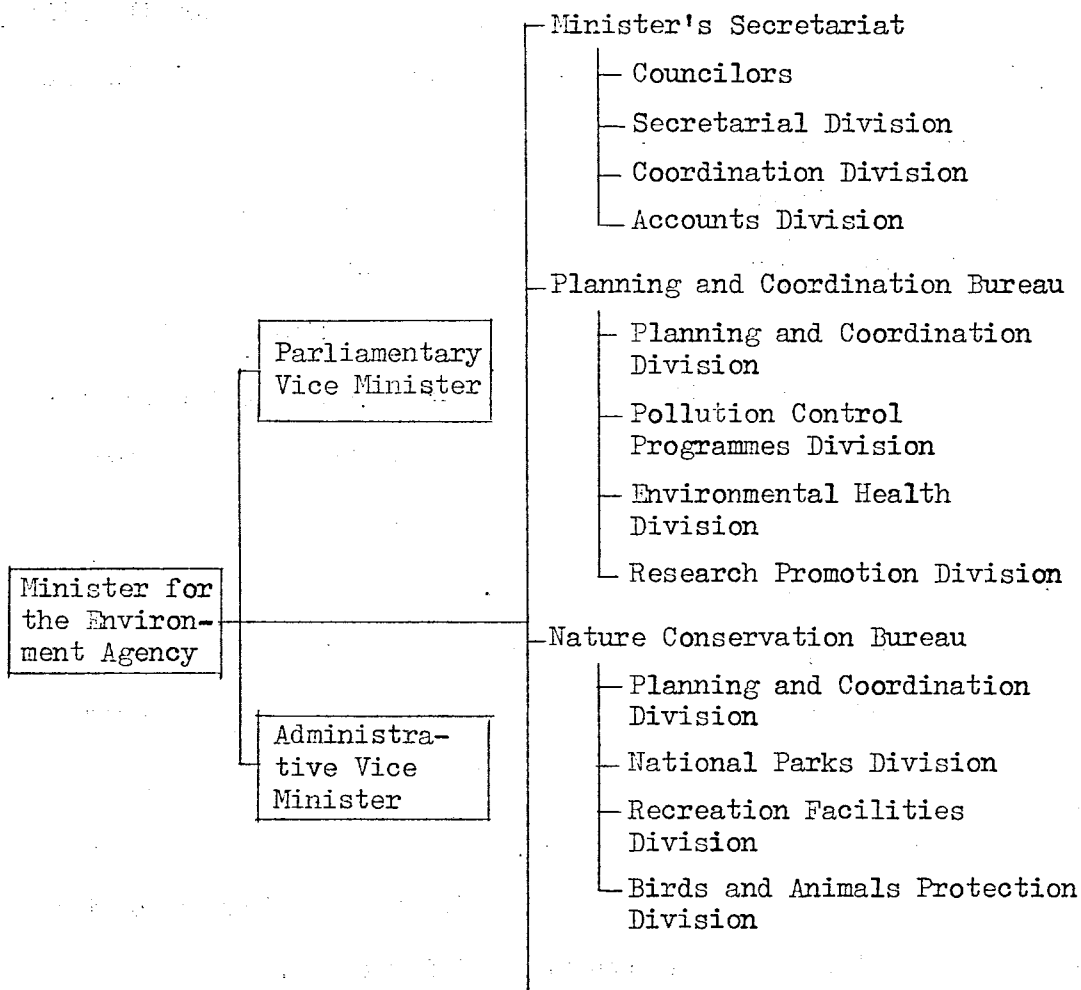 Minister's Secretariat
Councilors
Secretarial Division
Coordination Division
Accounts Division
Planning and Coordination Bureau
Planning and Coordination
Division
Pollution Control
Programmes Division
Environmental Health
Division
Research Promotion Division
Nature Conservation Bureau
Planning and Coordination
Division
National Parks Division
Recreation Facilities
Division
Birds and Animals Protection
Division
Parliamentary
Vice Minister
Minister for
the Environ-
ment Agency
Administra-
tive Vice
Minister